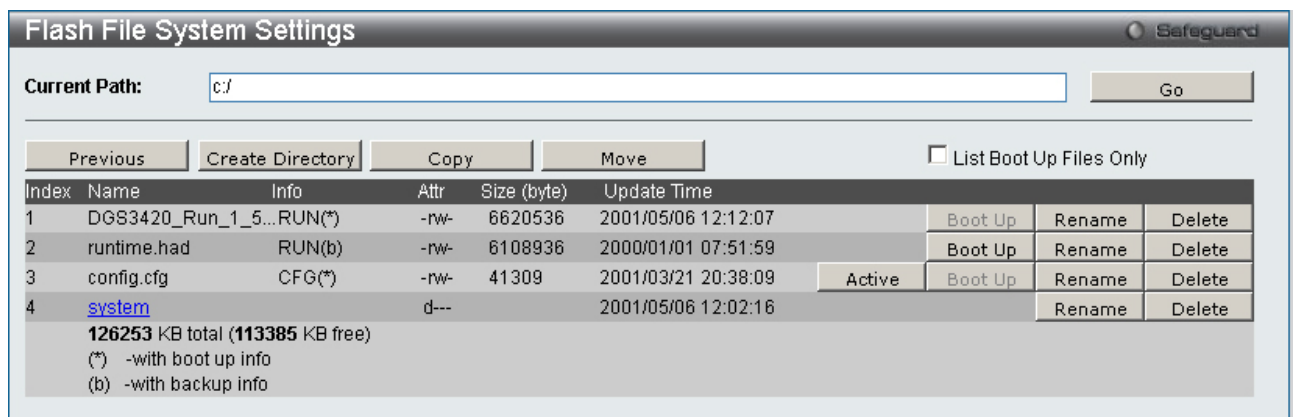 Flash File System Settings
Safeguard
Current Path: c:/ Go
Previous Create Directory Copy Move List Boot Up Files Only
Index Name Info Attr Size (byte) Update Time
1 DGS3420_Run_1_5... RUN(*) -rw- 6620536 2001/05/06 12:12:07 Boot Up Rename Delete
2 runtime.had RUN(b) -rw- 6108936 2000/01/01 07:51:59 Boot Up Rename Delete
3 config.cfg CFG(*) -rw- 41309 2001/03/21 20:38:09 Active Boot Up Rename Delete
4 system d--- 2001/05/06 12:02:16 Rename Delete
126253 KB total (113385 KB free)
(*) -with boot up info
(b) -with backup info